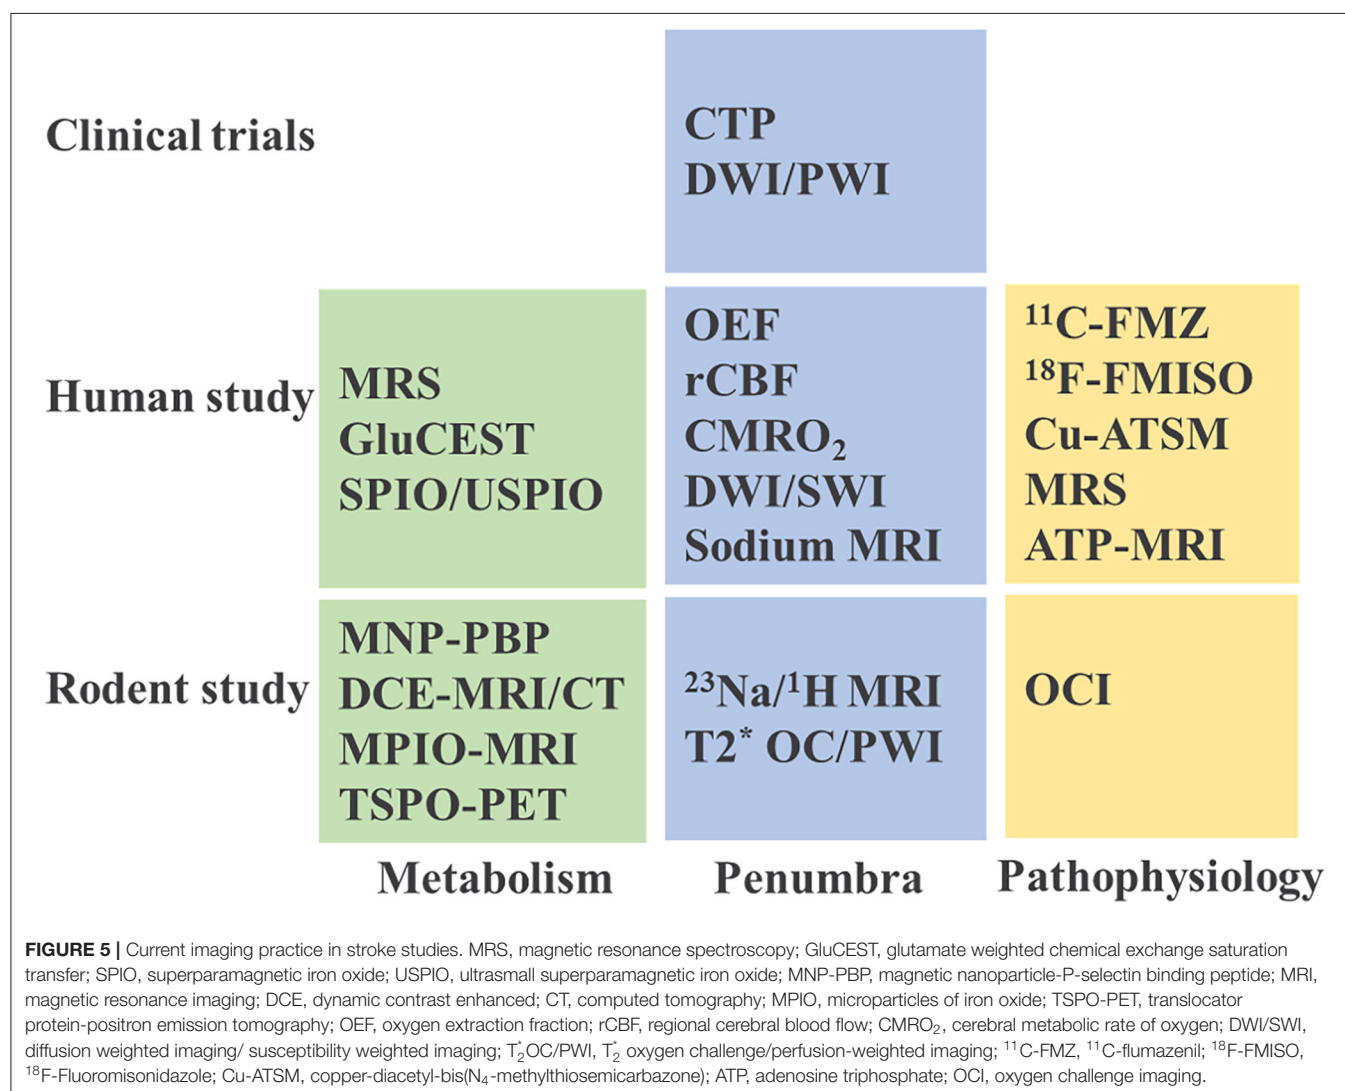 Clinical trials
CTP
DWI/PWI
Human study
MRS
GluCEST
SPIO/USPIO
OEF
rCBF
CMRO₂
DWI/SWI
Sodium MRI
¹¹C-FMZ
¹⁸F-FMISO
Cu-ATSM
MRS
ATP-MRI
Rodent study
MNP-PBP
DCE-MRI/CT
MPIO-MRI
TSPO-PET
²³Na/¹H MRI
T2* OC/PWI
OCI
Metabolism
Penumbra
Pathophysiology
FIGURE 5 | Current imaging practice in stroke studies. MRS, magnetic resonance spectroscopy; GluCEST, glutamate weighted chemical exchange saturation
transfer; SPIO, superparamagnetic iron oxide; USPIO, ultrasmall superparamagnetic iron oxide; MNP-PBP, magnetic nanoparticle-P-selectin binding peptide; MRI,
magnetic resonance imaging; DCE, dynamic contrast enhanced; CT, computed tomography; MPIO, microparticles of iron oxide; TSPO-PET, translocator
protein-positron emission tomography; OEF, oxygen extraction fraction; rCBF, regional cerebral blood flow; CMRO₂, cerebral metabolic rate of oxygen; DWI/SWI,
diffusion weighted imaging/ susceptibility weighted imaging; T₂*OC/PWI, T₂* oxygen challenge/perfusion-weighted imaging; ¹¹C-FMZ, ¹¹C-flumazenil; ¹⁸F-FMISO,
¹⁸F-Fluoromisonidazole; Cu-ATSM, copper-diacetyl-bis(N₄-methylthiosemicarbazone); ATP, adenosine triphosphate; OCI, oxygen challenge imaging.